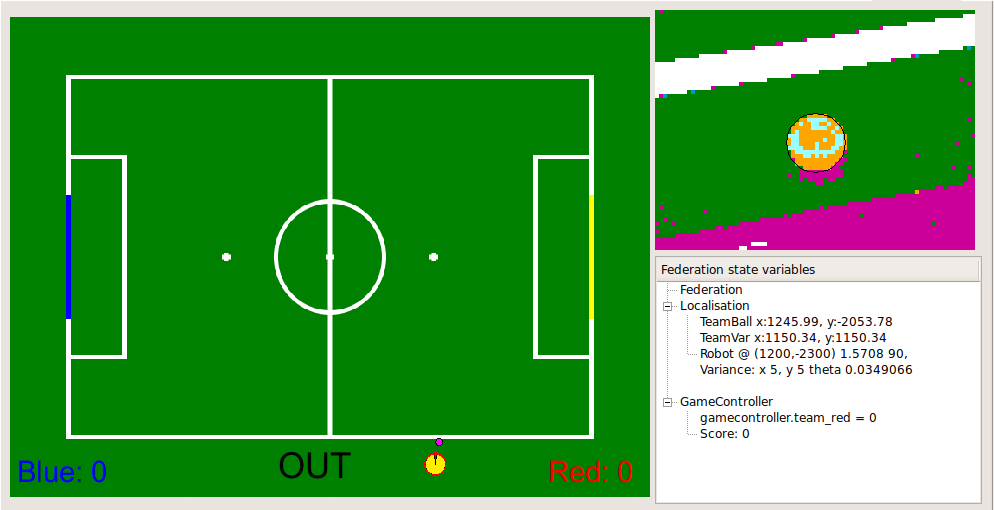 Blue: 0
OUT
Red: 0
Federation state variables
Federation
Localisation
TeamBall x:1245.99, y:-2053.78
TeamVar x:1150.34, y:1150.34
Robot @ (1200,-2300) 1.5708 90,
Variance: x 5, y 5 theta 0.0349066
GameController
gamecontroller.team_red = 0
Score: 0